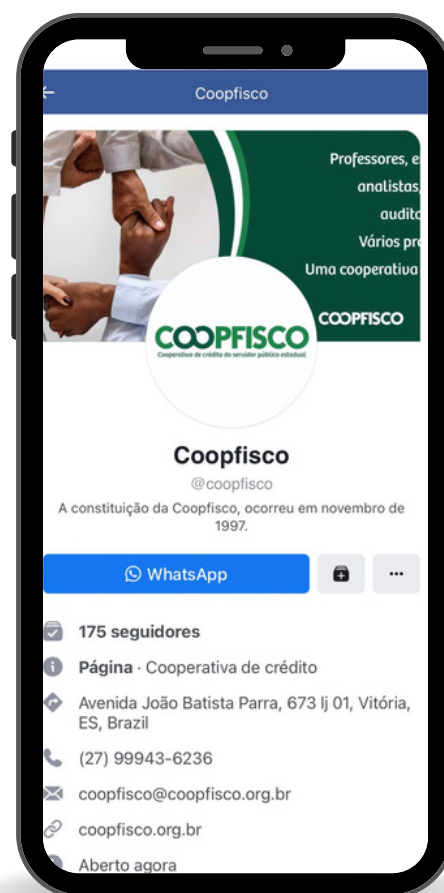 Coopfisco
Professores, e
analistas,
audito
Vários pro
Uma cooperativa
COOPFISCO
COOPFISCO
Cooperativa de crédito do servidor público estadual
Coopfisco
@coopfisco
A constituição da Coopfisco, ocorreu em novembro de
1997.
WhatsApp
175 seguidores
Página · Cooperativa de crédito
Avenida João Batista Parra, 673 lj 01, Vitória,
ES, Brazil
(27) 99943-6236
coopfisco@coopfisco.org.br
coopfisco.org.br
Aberto agora